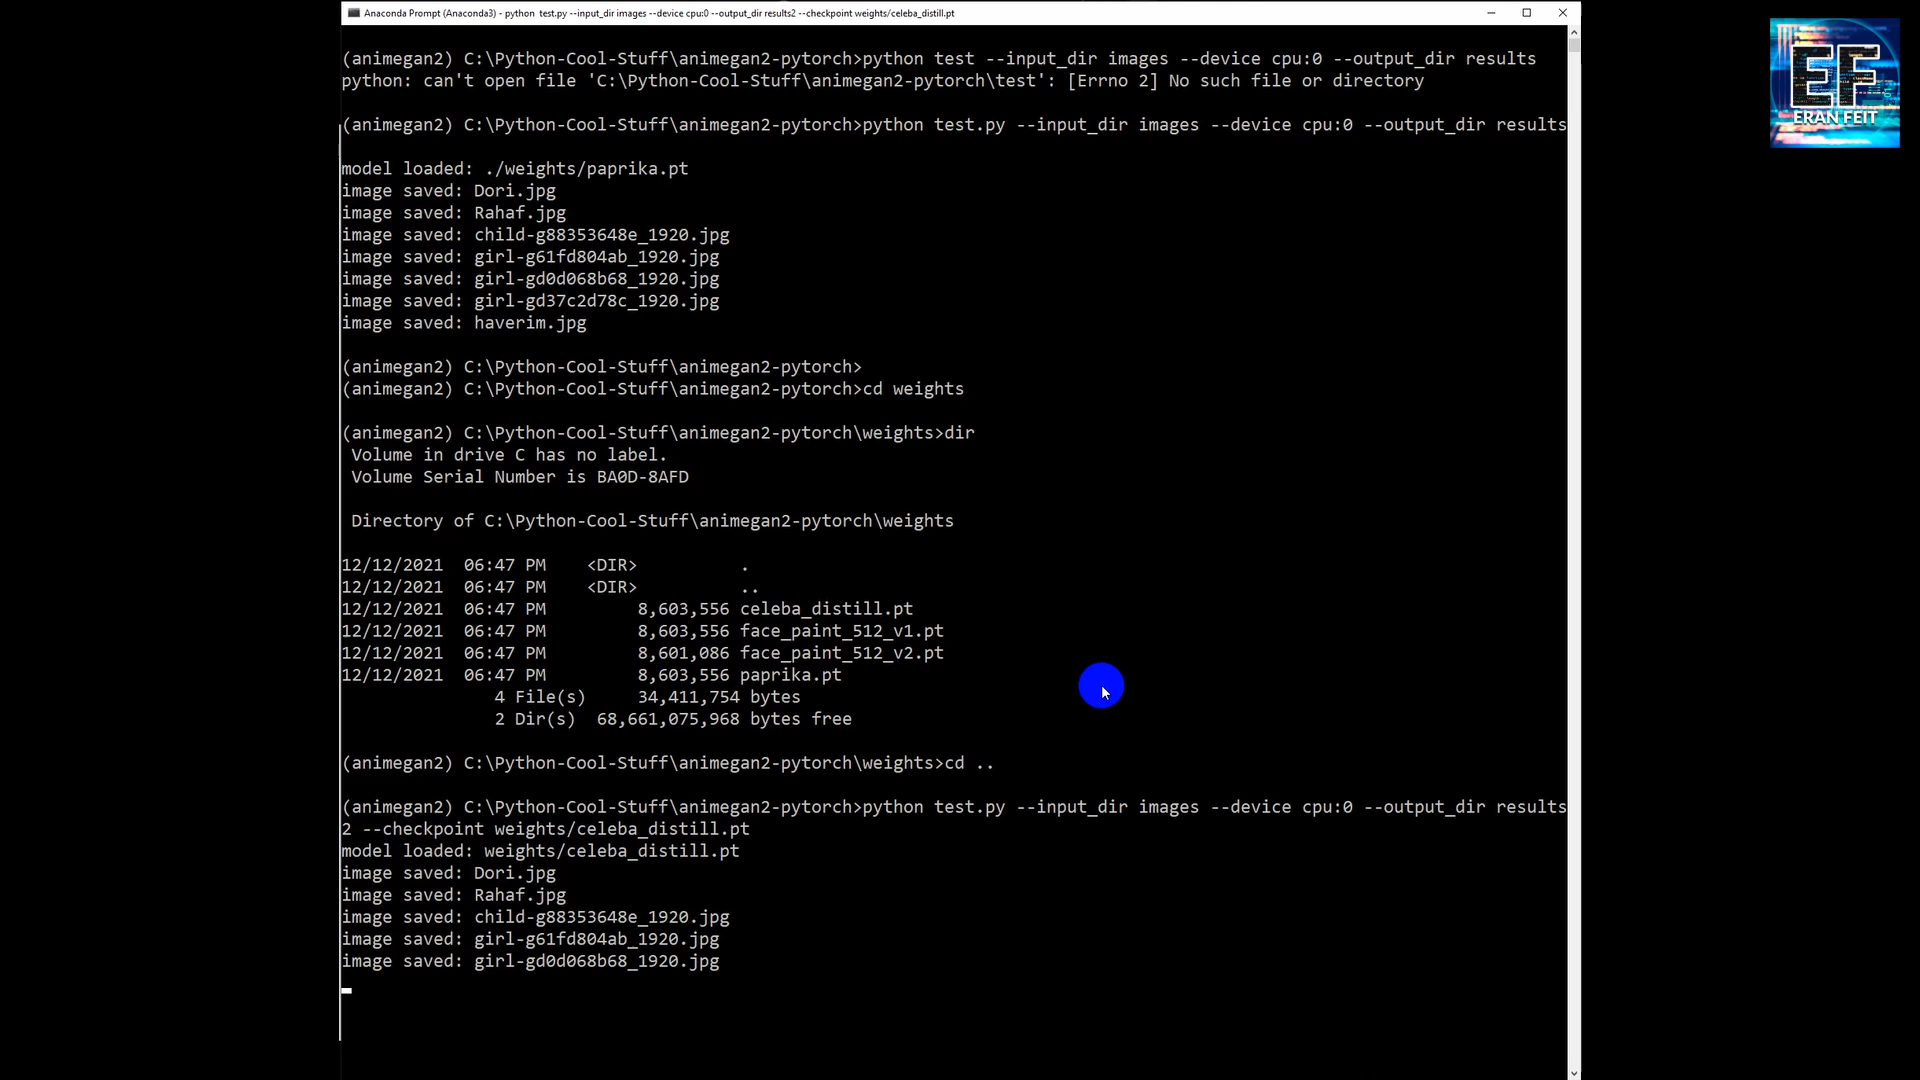 Anaconda Prompt (Anaconda3) - python test.py --input_dir images --device cpu:0 --output_dir results2 --checkpoint weights/celeba_distill.pt
(animegan2) C:\Python-Cool-Stuff\animegan2-pytorch>python test --input_dir images --device cpu:0 --output_dir results
python: can't open file 'C:\Python-Cool-Stuff\animegan2-pytorch\test': [Errno 2] No such file or directory
(animegan2) C:\Python-Cool-Stuff\animegan2-pytorch>python test.py --input_dir images --device cpu:0 --output_dir results
model loaded: ./weights/paprika.pt
image saved: Dori.jpg
image saved: Rahaf.jpg
image saved: child-g88353648e_1920.jpg
image saved: girl-g61fd804ab_1920.jpg
image saved: girl-gd0d068b68_1920.jpg
image saved: girl-gd37c2d78c_1920.jpg
image saved: haverim.jpg
(animegan2) C:\Python-Cool-Stuff\animegan2-pytorch>
(animegan2) C:\Python-Cool-Stuff\animegan2-pytorch>cd weights
(animegan2) C:\Python-Cool-Stuff\animegan2-pytorch\weights>dir
Volume in drive C has no label.
Volume Serial Number is BA0D-8AFD
Directory of C:\Python-Cool-Stuff\animegan2-pytorch\weights
12/12/2021 06:47 PM <DIR> .
12/12/2021 06:47 PM <DIR> ..
12/12/2021 06:47 PM 8,603,556 celeba_distill.pt
12/12/2021 06:47 PM 8,603,556 face_paint_512_v1.pt
12/12/2021 06:47 PM 8,601,086 face_paint_512_v2.pt
12/12/2021 06:47 PM 8,603,556 paprika.pt
4 File(s) 34,411,754 bytes
2 Dir(s) 68,661,075,968 bytes free
(animegan2) C:\Python-Cool-Stuff\animegan2-pytorch\weights>cd ..
(animegan2) C:\Python-Cool-Stuff\animegan2-pytorch>python test.py --input_dir images --device cpu:0 --output_dir results
2 --checkpoint weights/celeba_distill.pt
model loaded: weights/celeba_distill.pt
image saved: Dori.jpg
image saved: Rahaf.jpg
image saved: child-g88353648e_1920.jpg
image saved: girl-g61fd804ab_1920.jpg
image saved: girl-gd0d068b68_1920.jpg
EF
ERAN FEIT